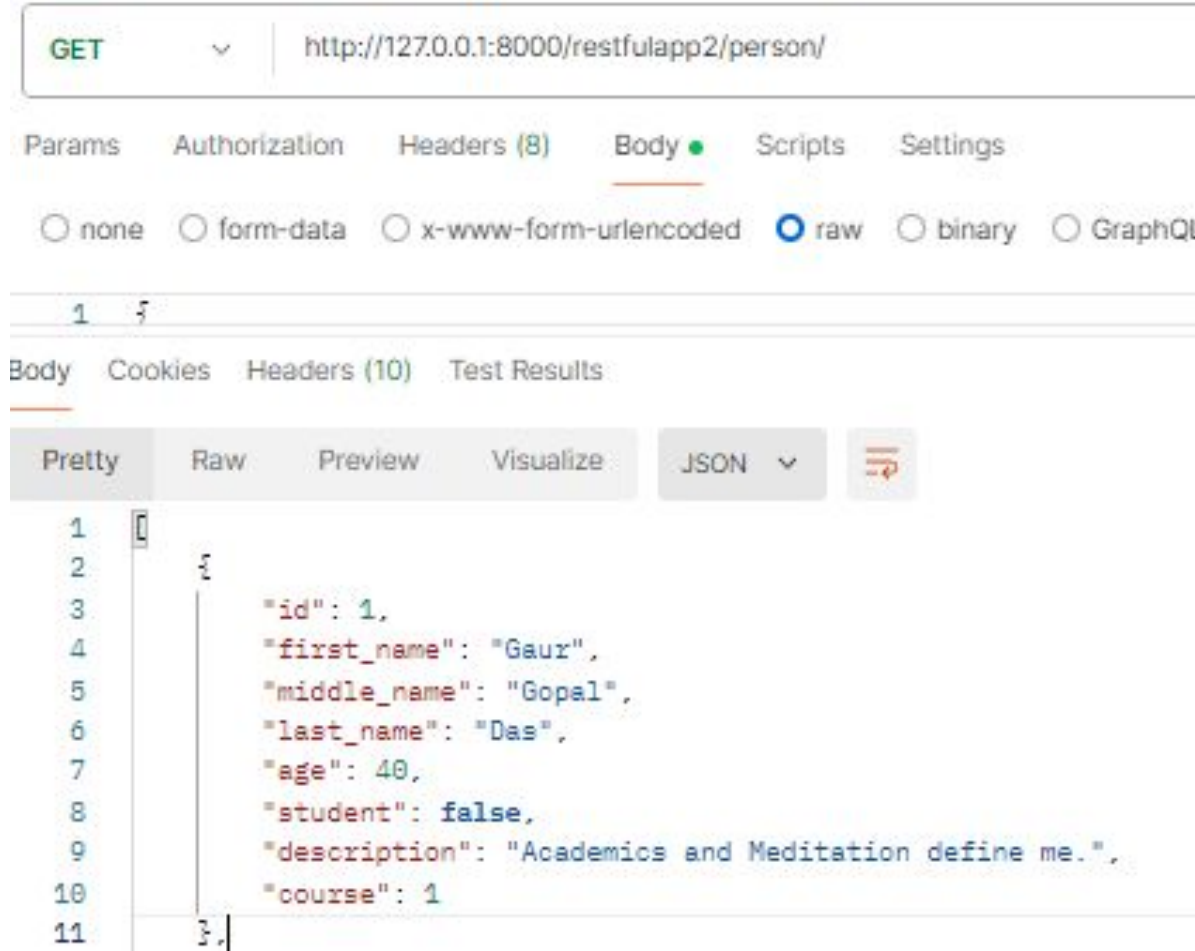 GET http://127.0.0.1:8000/restfulapp2/person/
Params Authorization Headers (8) Body Scripts Settings
none form-data x-www-form-urlencoded raw binary GraphQL
1 {
Body Cookies Headers (10) Test Results
Pretty Raw Preview Visualize JSON
1 [
2 {
3 "id": 1,
4 "first_name": "Gaur",
5 "middle_name": "Gopal",
6 "last_name": "Das",
7 "age": 40,
8 "student": false,
9 "description": "Academics and Meditation define me.",
10 "course": 1
11 },